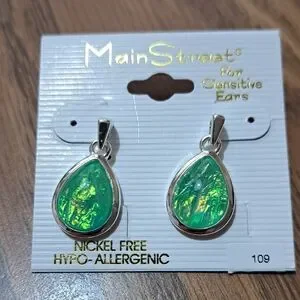 MainStreet®
For
Sensitive
Ears
NICKEL FREE
HYPO-ALLERGENIC
109